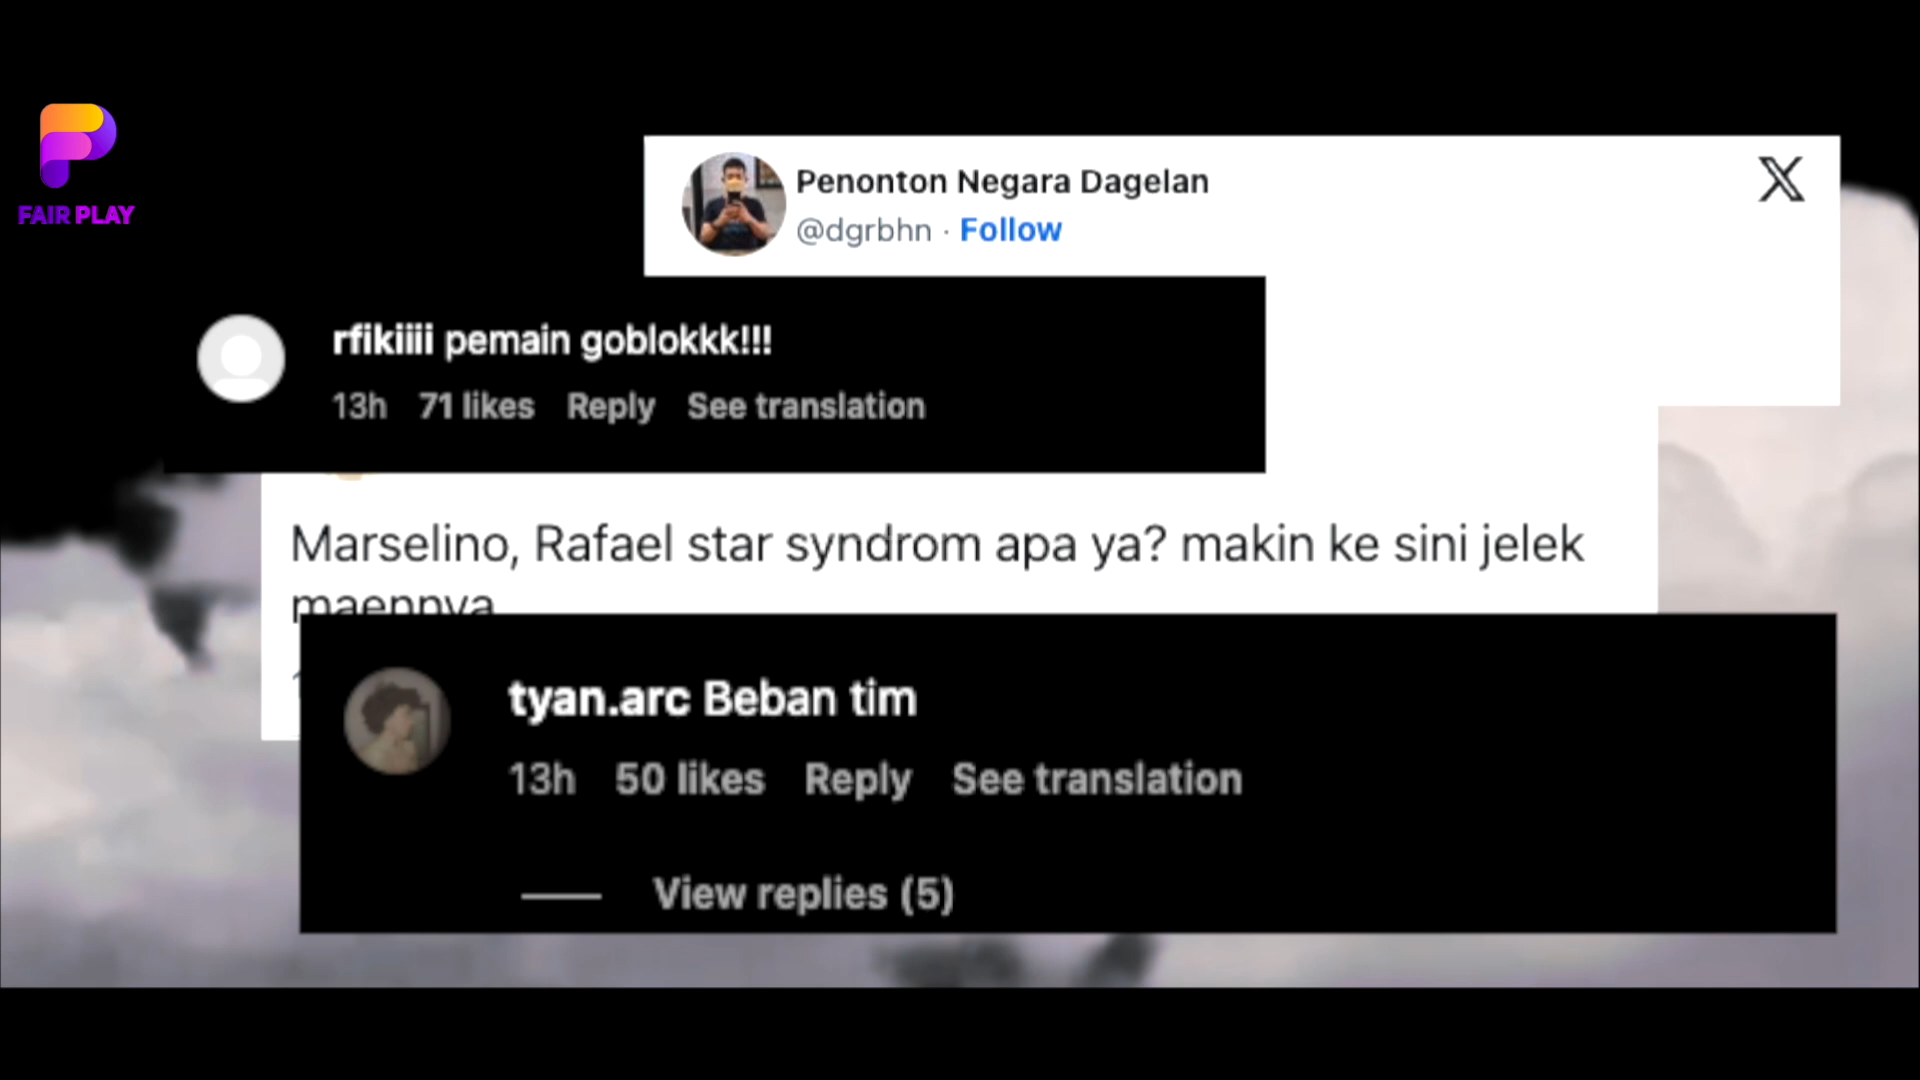 FAIR PLAY
Penonton Negara Dagelan
@dgrbhn · Follow
X
rfikiiii pemain goblokkk!!!
13h 71 likes Reply See translation
Marselino, Rafael star syndrom apa ya? makin ke sini jelek
maennya
tyan.arc Beban tim
13h 50 likes Reply See translation
View replies (5)